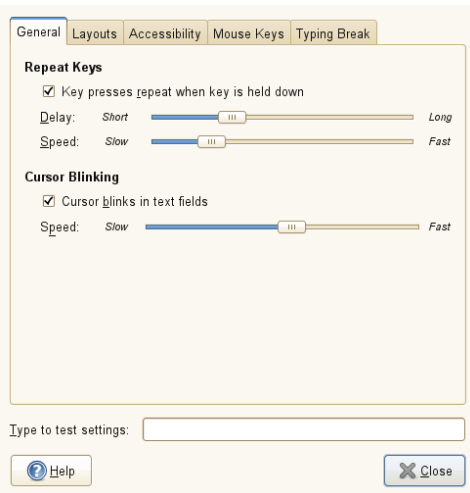 General Layouts Accessibility Mouse Keys Typing Break
Repeat Keys
Key presses repeat when key is held down
Delay: Short Long
Speed: Slow Fast
Cursor Blinking
Cursor blinks in text fields
Speed: Slow Fast
Type to test settings:
Help Close